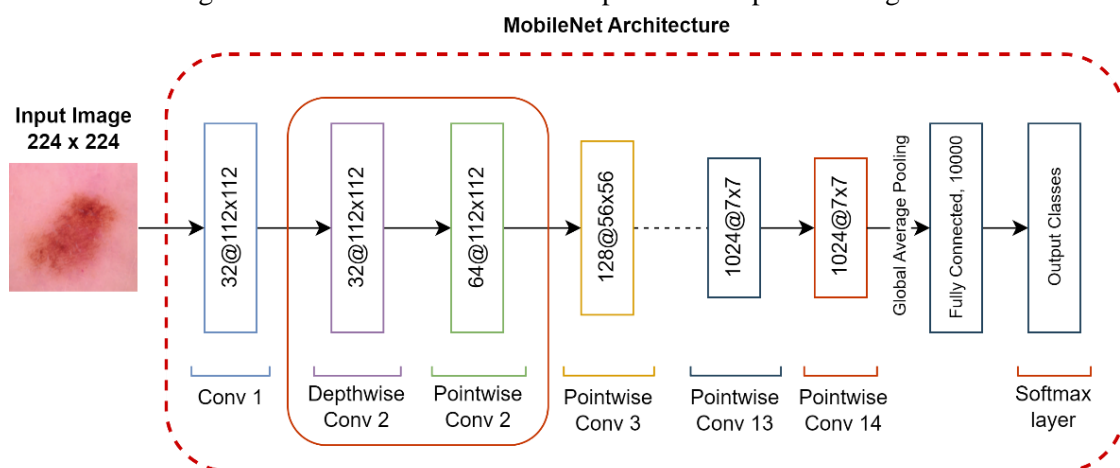 MobileNet Architecture
Input Image
224 x 224
32@112x112
32@112x112
64@112x112
128@56x56
1024@7x7
1024@7x7
Global Average Pooling
Fully Connected, 10000
Output Classes
Conv 1
Depthwise
Conv 2
Pointwise
Conv 2
Pointwise
Conv 3
Pointwise
Conv 13
Pointwise
Conv 14
Softmax
layer